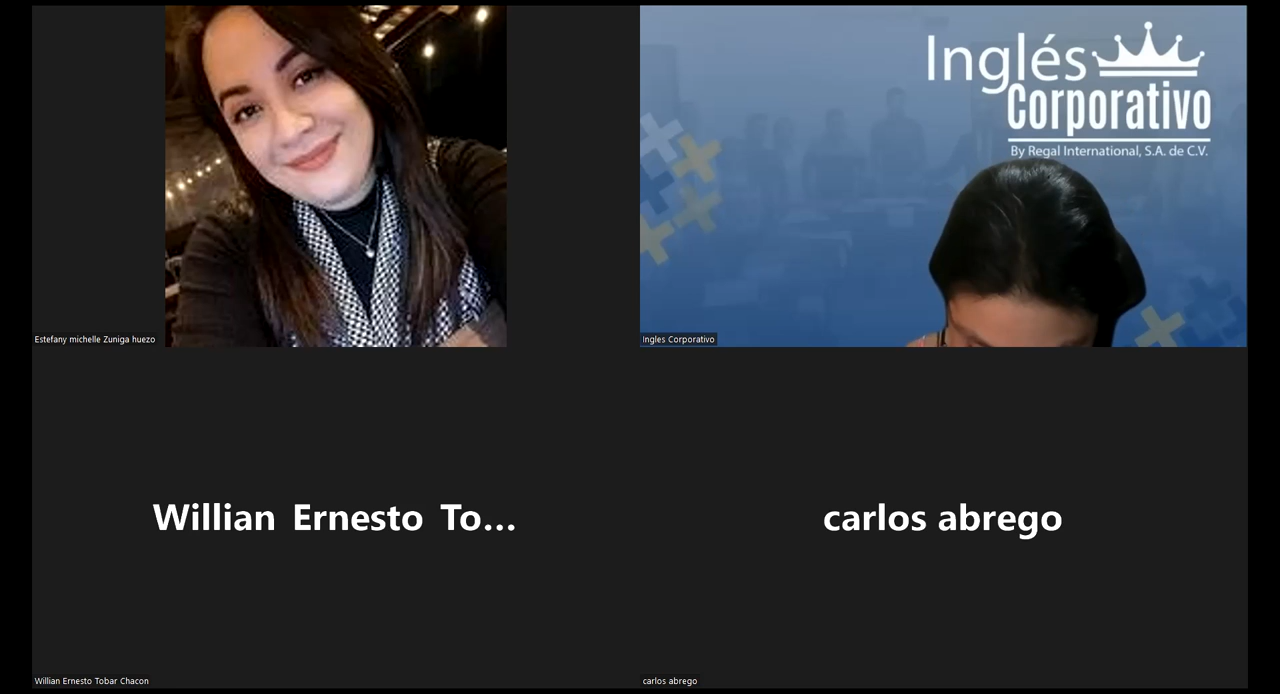 Inglés
Corporativo
By Regal International, S.A. de C.V.
Estefany michelle Zuniga huezo
Ingles Corporativo
Willian Ernesto To...
carlos abrego
Willian Ernesto Tobar Chacon
carlos abrego